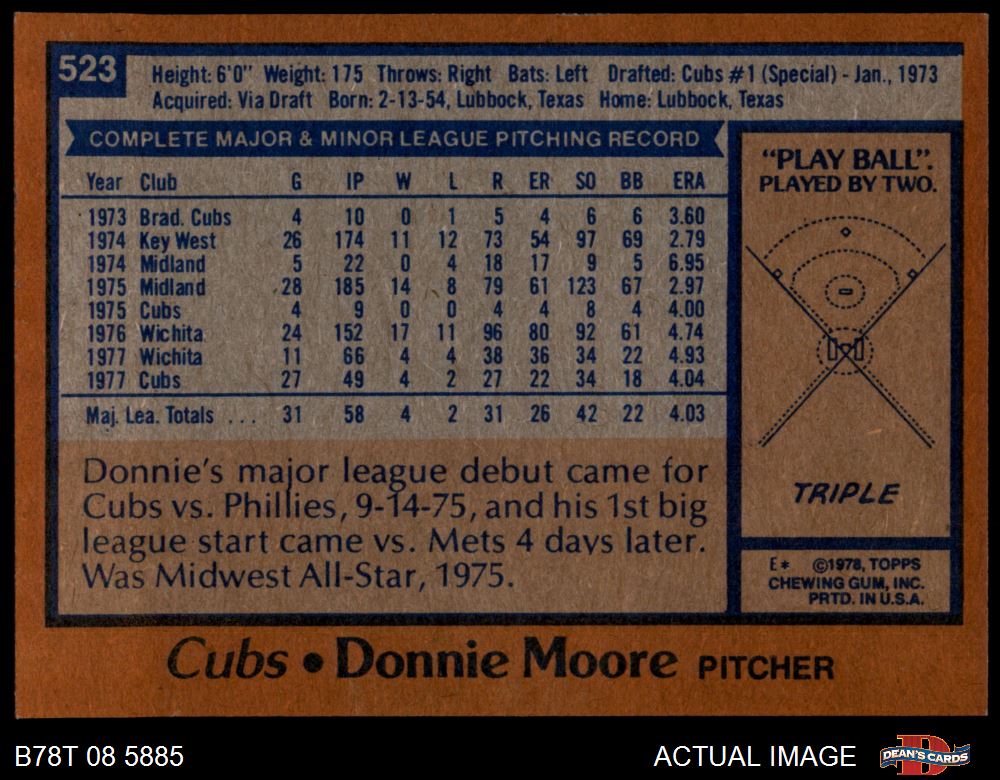 523
Height: 6'0" Weight: 175 Throws: Right Bats: Left Drafted: Cubs #1 (Special) - Jan., 1973
Acquired: Via Draft Born: 2-13-54, Lubbock, Texas Home: Lubbock, Texas
COMPLETE MAJOR & MINOR LEAGUE PITCHING RECORD
Year Club G IP W L R ER SO BB ERA
1973 Brad. Cubs 4 10 0 1 5 4 6 6 3.60
1974 Key West 26 174 11 12 73 54 97 69 2.79
1974 Midland 5 22 0 4 18 17 9 5 6.95
1975 Midland 28 185 14 8 79 61 123 67 2.97
1975 Cubs 4 9 0 0 4 4 8 4 4.00
1976 Wichita 24 152 17 11 96 80 92 61 4.74
1977 Wichita 11 66 4 4 38 36 34 22 4.93
1977 Cubs 27 49 4 2 27 22 34 18 4.04
Maj. Lea. Totals ... 31 58 4 2 31 26 42 22 4.03
Donnie's major league debut came for
Cubs vs. Phillies, 9-14-75, and his 1st big
league start came vs. Mets 4 days later.
Was Midwest All-Star, 1975.
"PLAY BALL".
PLAYED BY TWO.
TRIPLE
E* ©1978, TOPPS
CHEWING GUM, INC.
PRTD. IN U.S.A.
Cubs • Donnie Moore PITCHER
B78T 08 5885
ACTUAL IMAGE
DEAN'S CARDS